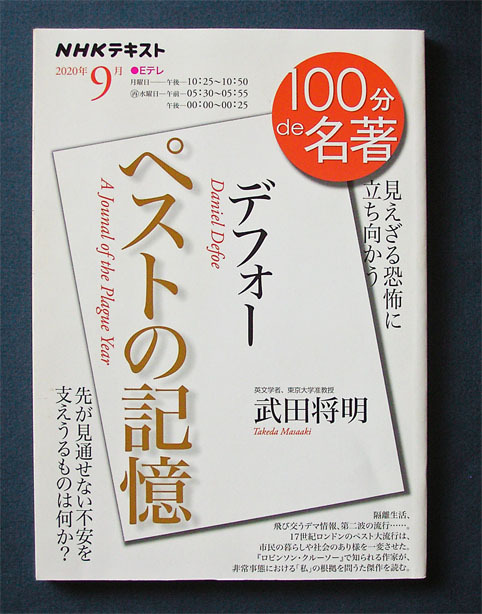 NHKテキスト
2020年 9月 ●Eテレ
月曜日――午後―10:25～10:50
㊢水曜日―午前―05:30～05:55
午後―00:00～00:25
100分
de名著
見えざる恐怖に
立ち向かう
デフォー
Daniel Defoe
ペストの記憶
A Jounal of the Plague Year
英文学者、東京大学准教授
武田将明
Takeda Masaaki
先が見通せない不安を
支えうるものは何か?
隔離生活、
飛び交うデマ情報、第二波の流行……。
17世紀ロンドンのペスト大流行は、
市民の暮らしや社会のあり様を一変させた。
『ロビンソン・クルーソー』で知られる作家が、
非常事態における「私」の根拠を問うた傑作を読む。